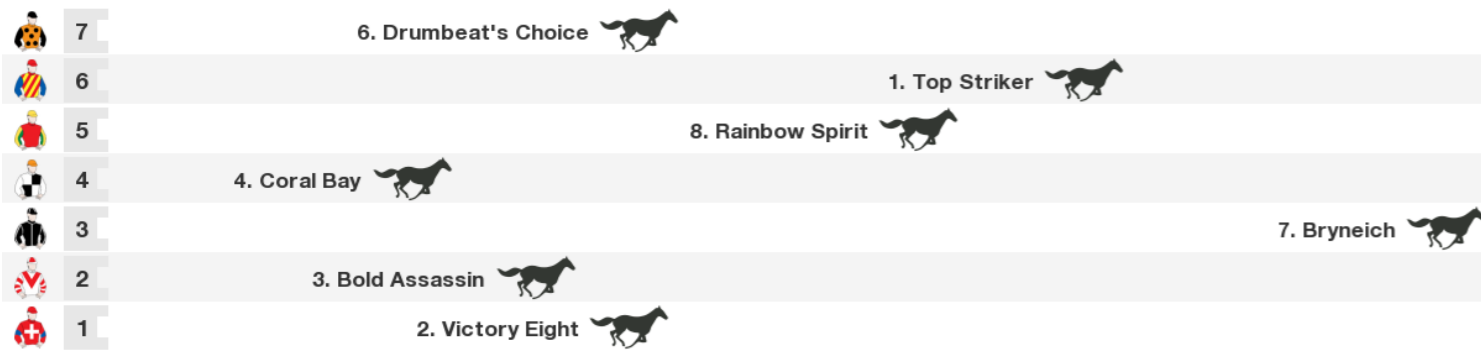 7 6. Drumbeat's Choice
6 1. Top Striker
5 8. Rainbow Spirit
4 4. Coral Bay
3 7. Bryneich
2 3. Bold Assassin
1 2. Victory Eight